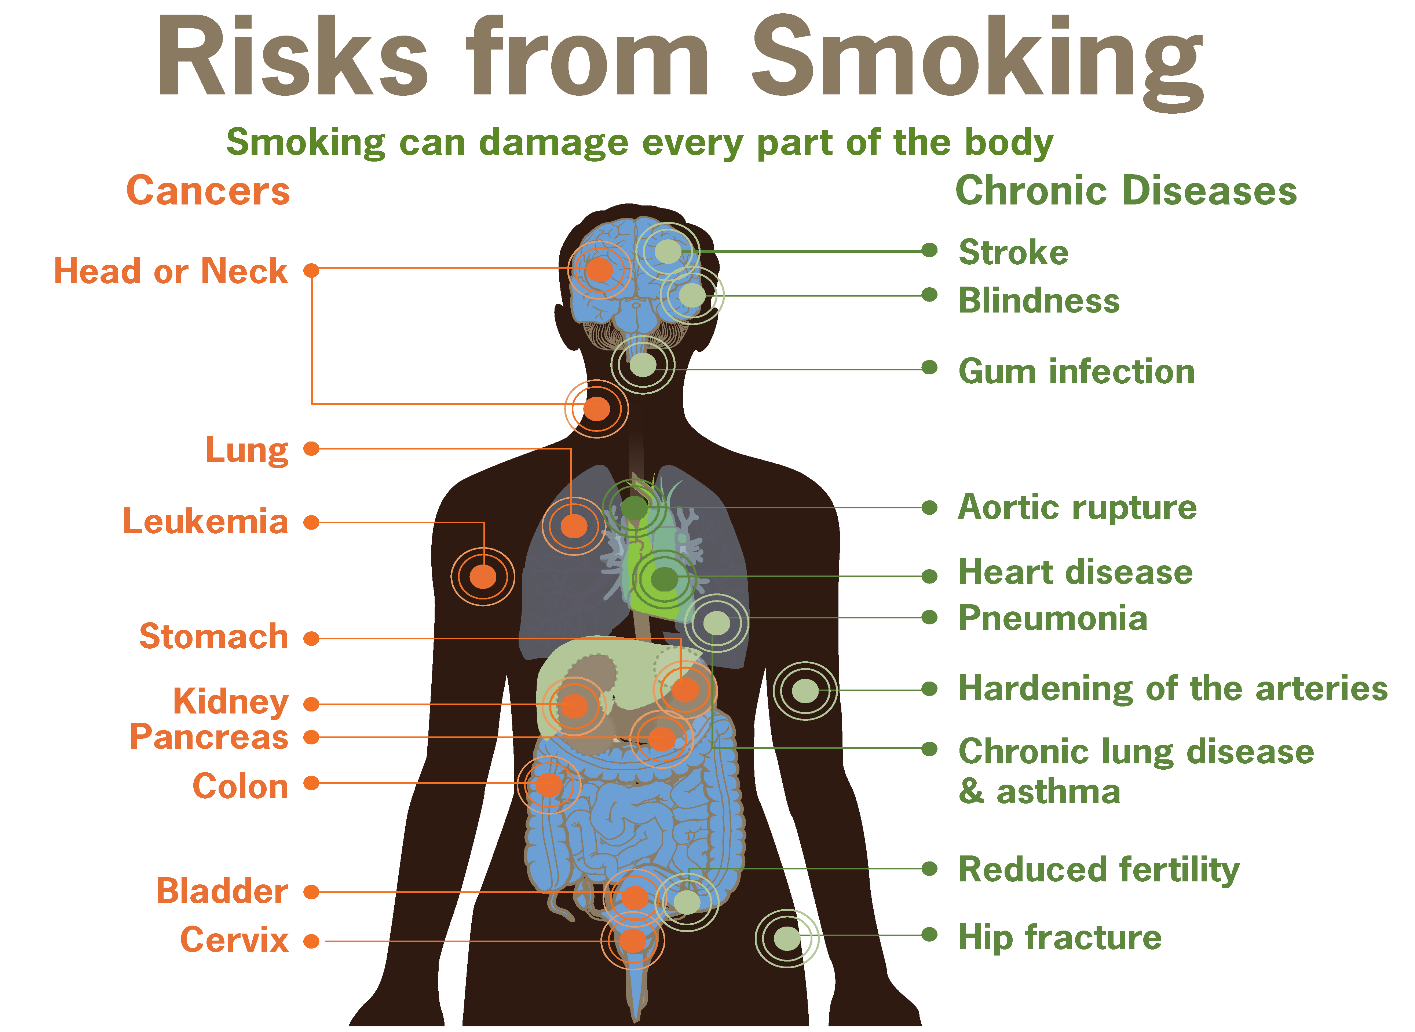 Risks from Smoking
Smoking can damage every part of the body
Cancers
Head or Neck
Lung
Leukemia
Stomach
Kidney
Pancreas
Colon
Bladder
Cervix
Chronic Diseases
Stroke
Blindness
Gum infection
Aortic rupture
Heart disease
Pneumonia
Hardening of the arteries
Chronic lung disease
& asthma
Reduced fertility
Hip fracture